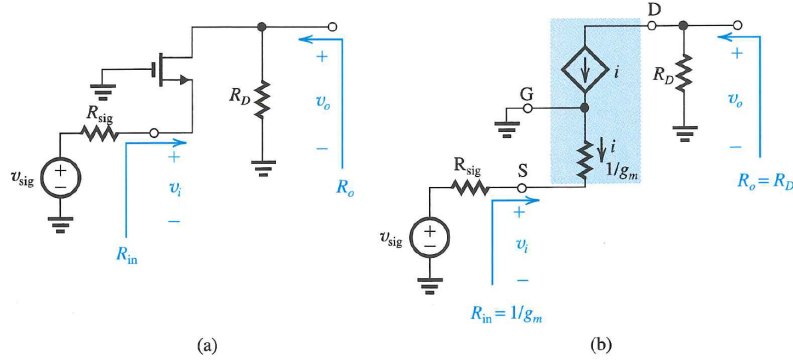 R_D
v_o
R_sig
v_sig
v_i
R_o
R_in
(a)
D
i
R_D
G
v_o
i
1/g_m
R_sig
S
R_o = R_D
v_sig
v_i
R_in = 1/g_m
(b)
+
−
+
−
+
−
+
−
+
−
+
−